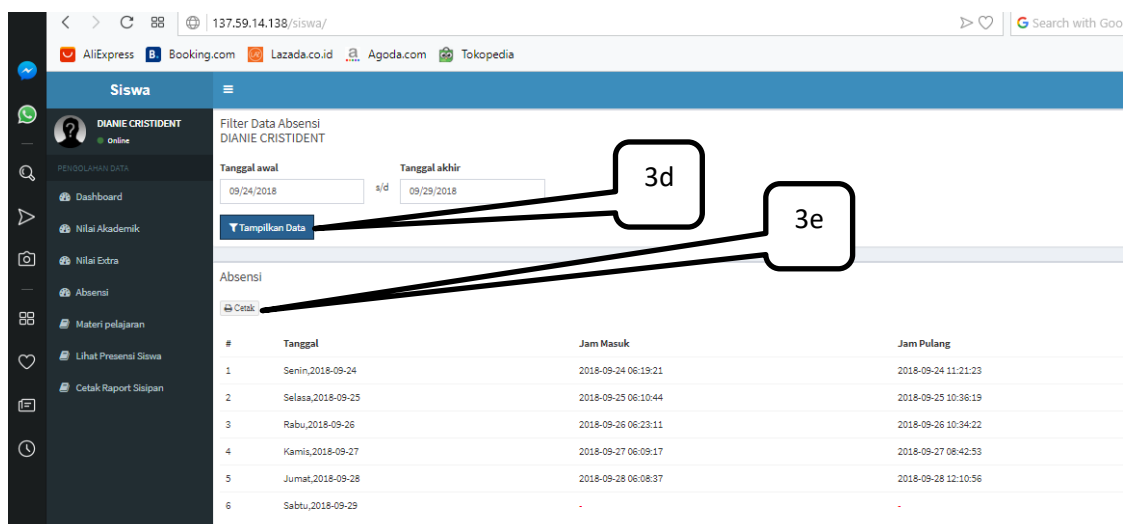 137.59.14.138/siswa/
G Search with Goo
AliExpress B. Booking.com Lazada.co.id a Agoda.com Tokopedia
Siswa
DIANIE CRISTIDENT
Online
PENGOLAHAN DATA
Dashboard
Nilai Akademik
Nilai Extra
Absensi
Materi pelajaran
Lihat Presensi Siswa
Cetak Raport Sisipan
Filter Data Absensi
DIANIE CRISTIDENT
Tanggal awal Tanggal akhir
09/24/2018 s/d 09/29/2018
Tampilkan Data
3d
3e
Absensi
Cetak
# Tanggal Jam Masuk Jam Pulang
1 Senin,2018-09-24 2018-09-24 06:19:21 2018-09-24 11:21:23
2 Selasa,2018-09-25 2018-09-25 06:10:44 2018-09-25 10:36:19
3 Rabu,2018-09-26 2018-09-26 06:23:11 2018-09-26 10:34:22
4 Kamis,2018-09-27 2018-09-27 06:09:17 2018-09-27 08:42:53
5 Jumat,2018-09-28 2018-09-28 06:08:37 2018-09-28 12:10:56
6 Sabtu,2018-09-29 - -